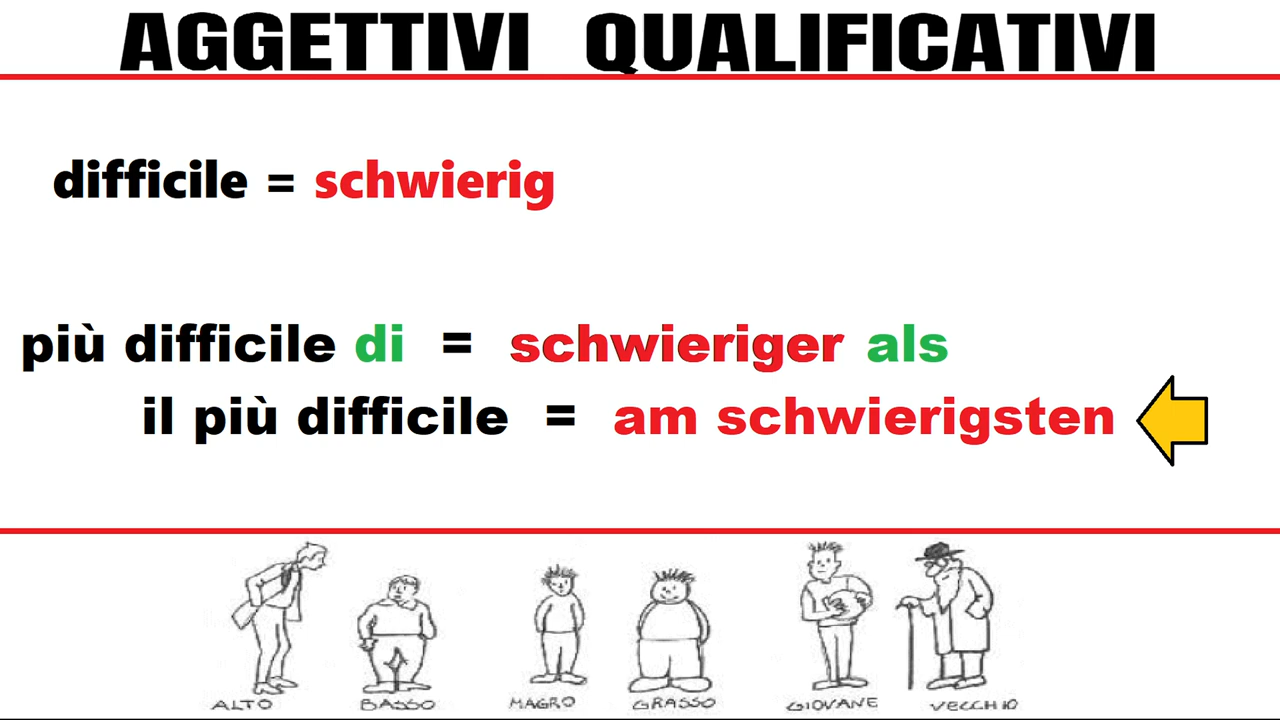 AGGETTIVI QUALIFICATIVI
difficile = schwierig
più difficile di = schwieriger als
il più difficile = am schwierigsten
ALTO BASSO MAGRO GRASSO GIOVANE VECCHIO